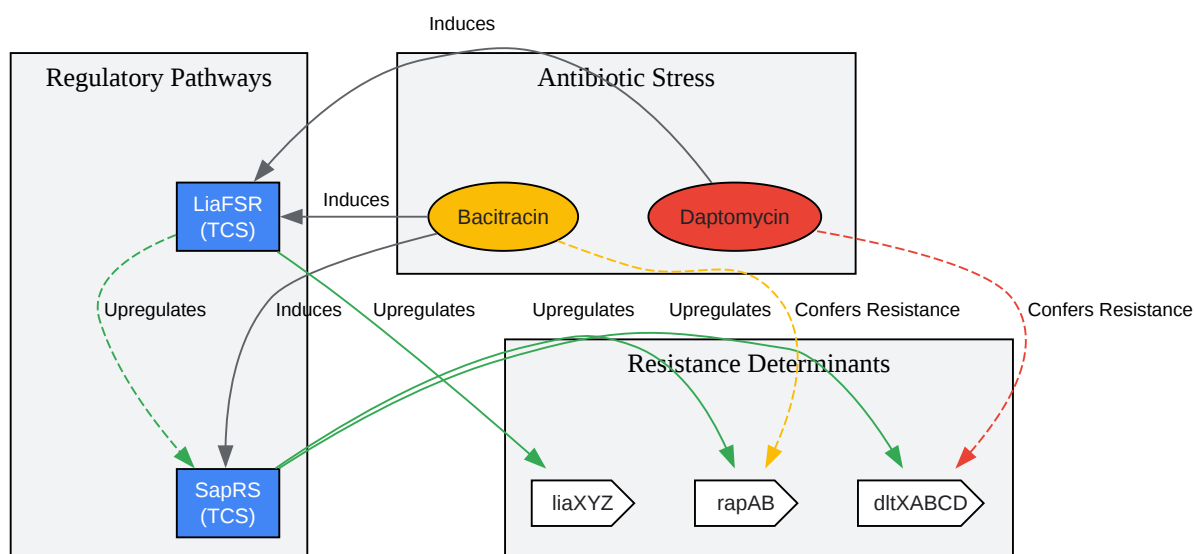 Induces
Regulatory Pathways
Antibiotic Stress
LiaFSR
(TCS)
Induces
Bacitracin
Daptomycin
Upregulates
Induces
Upregulates
Upregulates
Upregulates
Confers Resistance
Confers Resistance
Resistance Determinants
SapRS
(TCS)
liaXYZ
rapAB
dltXABCD